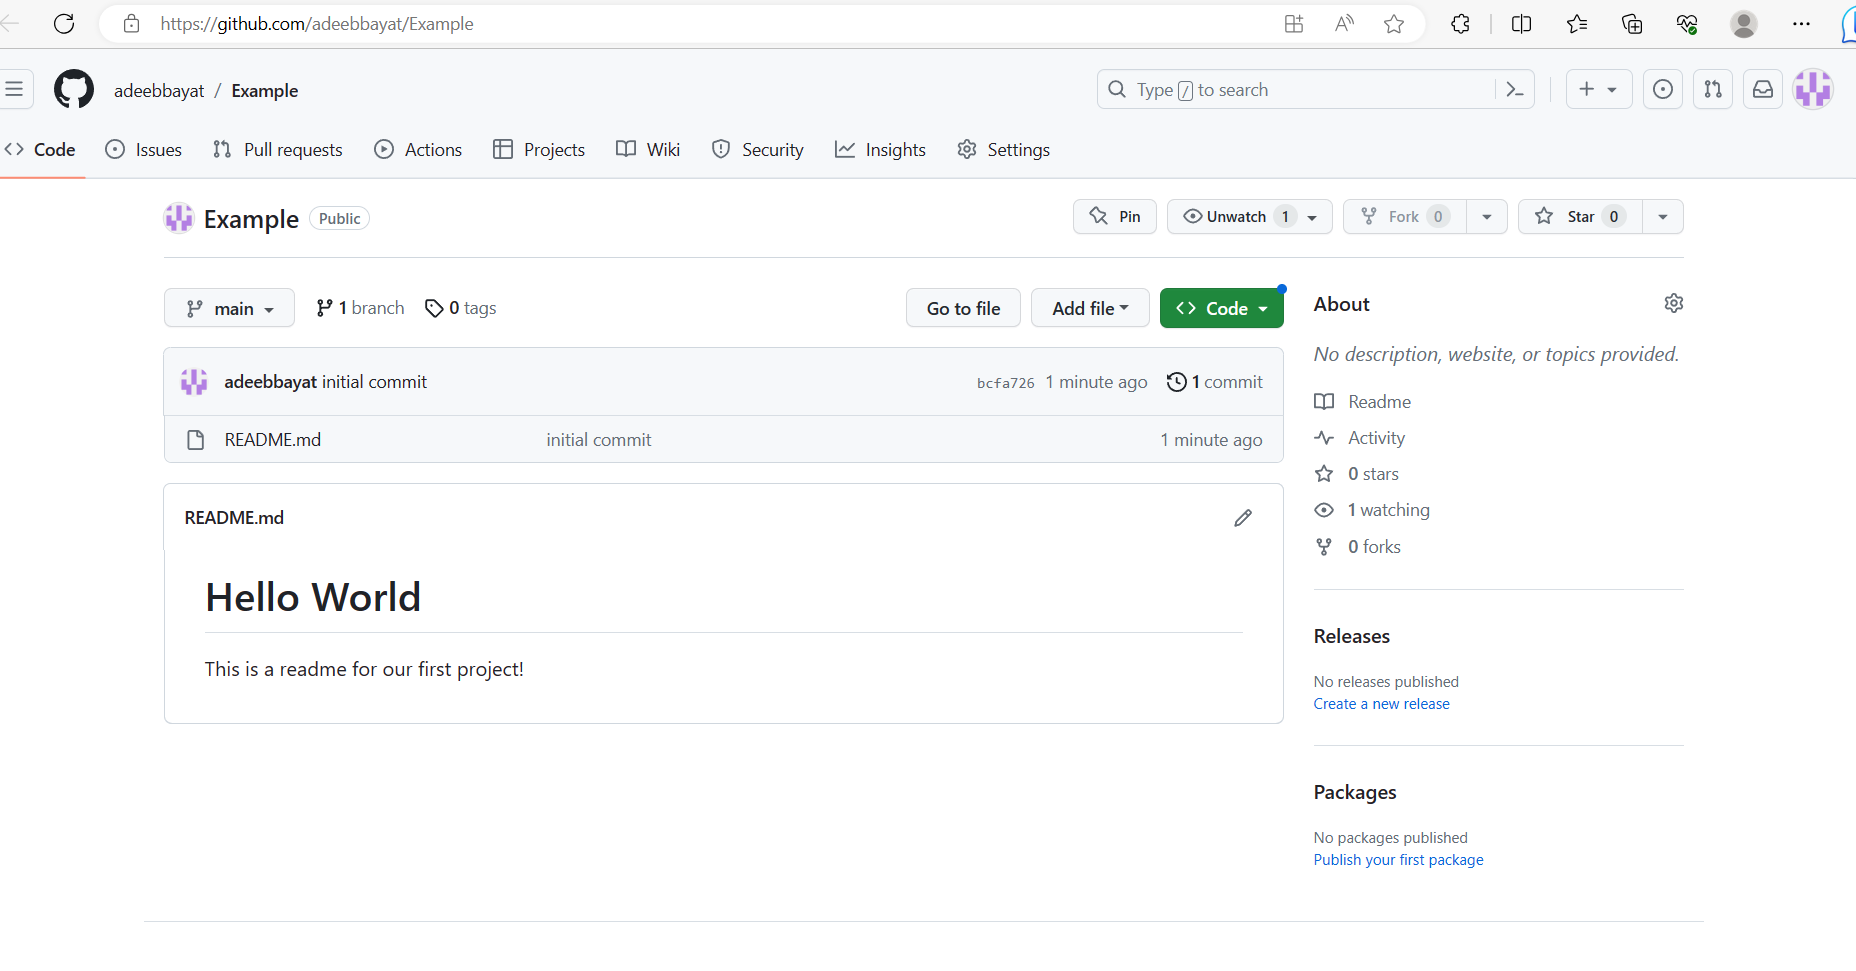 https://github.com/adeebbayat/Example
adeebbayat / Example
Type / to search
Code Issues Pull requests Actions Projects Wiki Security Insights Settings
Example Public
Pin Unwatch 1 Fork 0 Star 0
main 1 branch 0 tags
Go to file Add file Code
adeebbayat initial commit bcfa726 1 minute ago 1 commit
README.md initial commit 1 minute ago
README.md
Hello World
This is a readme for our first project!
About
No description, website, or topics provided.
Readme
Activity
0 stars
1 watching
0 forks
Releases
No releases published
Create a new release
Packages
No packages published
Publish your first package